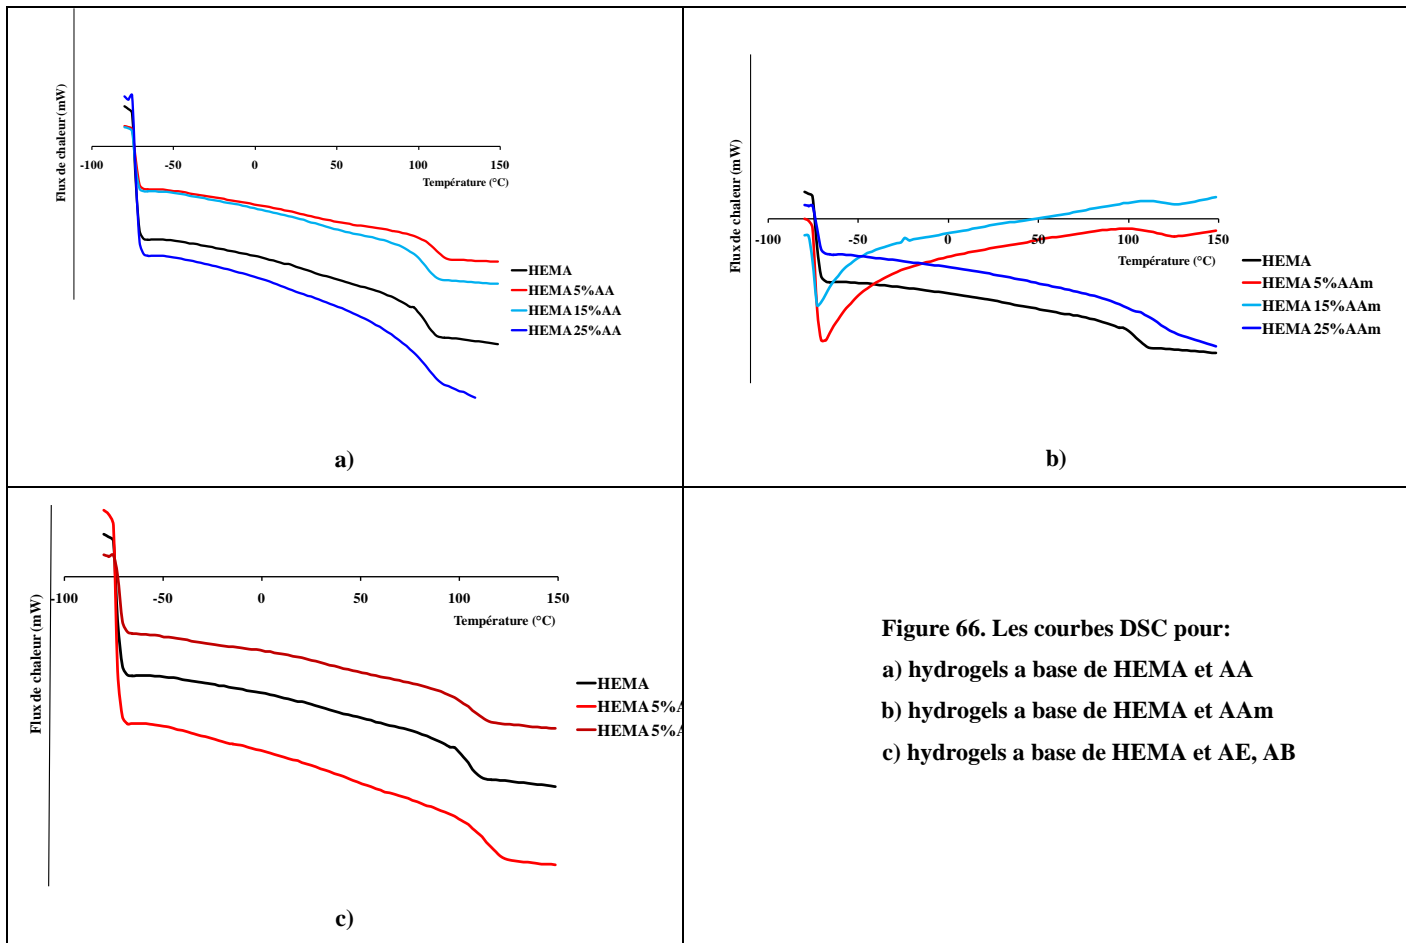 Flux de chaleur (mW)
-100 -50 0 50 100 150
Température (°C)
HEMA
HEMA 5%AA
HEMA 15%AA
HEMA 25%AA
a)
Flux de chaleur (mW)
-100 -50 0 50 100 150
Température (°C)
HEMA
HEMA 5%AAm
HEMA 15%AAm
HEMA 25%AAm
b)
Flux de chaleur (mW)
-100 -50 0 50 100 150
Température (°C)
HEMA
HEMA 5%A
HEMA 5%A
c)
Figure 66. Les courbes DSC pour:
a) hydrogels a base de HEMA et AA
b) hydrogels a base de HEMA et AAm
c) hydrogels a base de HEMA et AE, AB